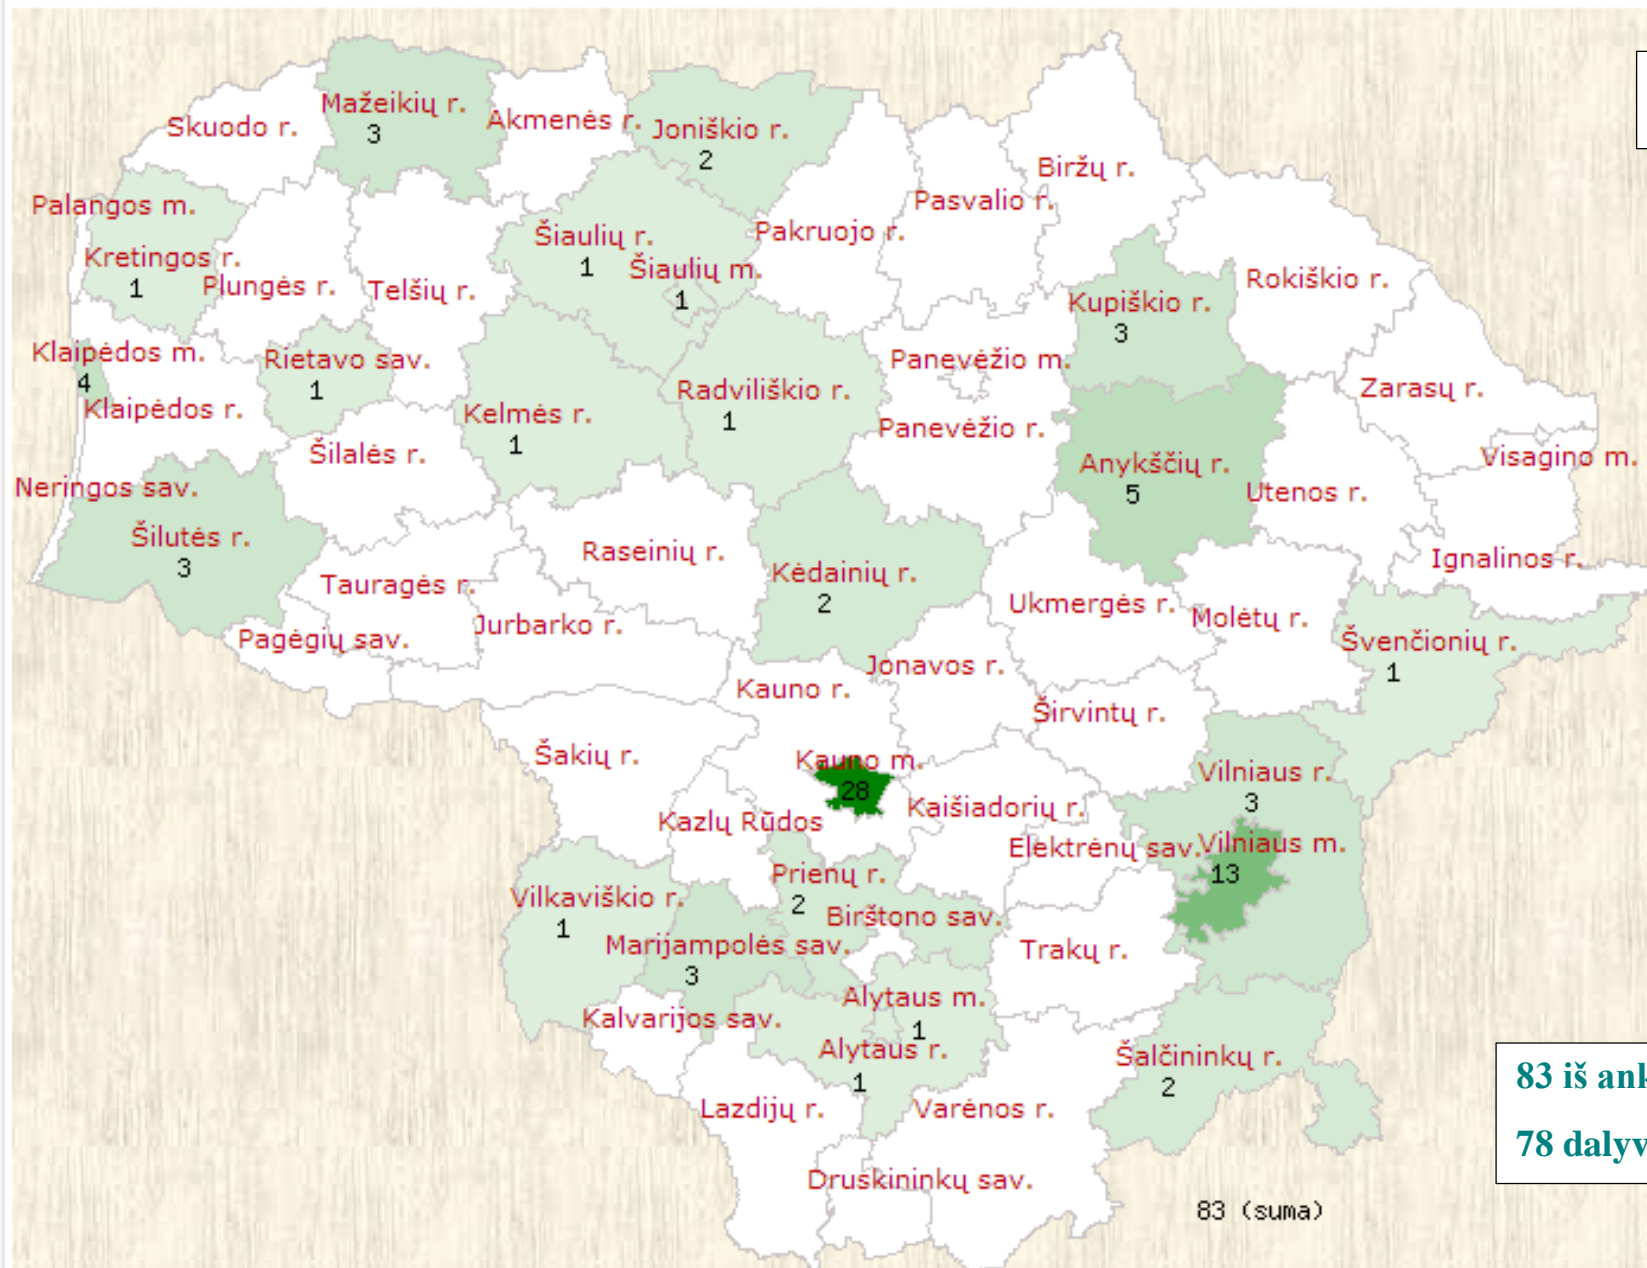 Mažeikių r.
3
Skuodo r.
Akmenės r.
Joniškio r.
2
Biržų r.
Pasvalio r.
Palangos m.
Pakruojo r.
Šiaulių r.
1
Šiaulių m.
1
Kretingos r.
1
Plungės r.
Telšių r.
Rokiškio r.
Kupiškio r.
3
Klaipėdos m.
4
Rietavo sav.
1
Panevėžio m.
Zarasų r.
Klaipėdos r.
Kelmės r.
1
Radviliškio r.
1
Panevėžio r.
Šilalės r.
Anykščių r.
5
Visagino m.
Neringos sav.
Utenos r.
Šilutės r.
3
Raseinių r.
Ignalinos r.
Tauragės r.
Kėdainių r.
2
Ukmergės r.
Molėtų r.
Pagėgių sav.
Jurbarko r.
Švenčionių r.
1
Jonavos r.
Kauno r.
Širvintų r.
Šakių r.
Kauno m.
28
Vilniaus r.
3
Kaišiadorių r.
Kazlų Rūdos
Elektrėnų sav.
Vilniaus m.
13
Prienų r.
2
Vilkaviškio r.
1
Birštono sav.
Marijampolės sav.
3
Trakų r.
Alytaus m.
1
Kalvarijos sav.
Alytaus r.
1
Šalčininkų r.
2
Lazdijų r.
Varėnos r.
Druskininkų sav.
83 (suma)
83 iš
78